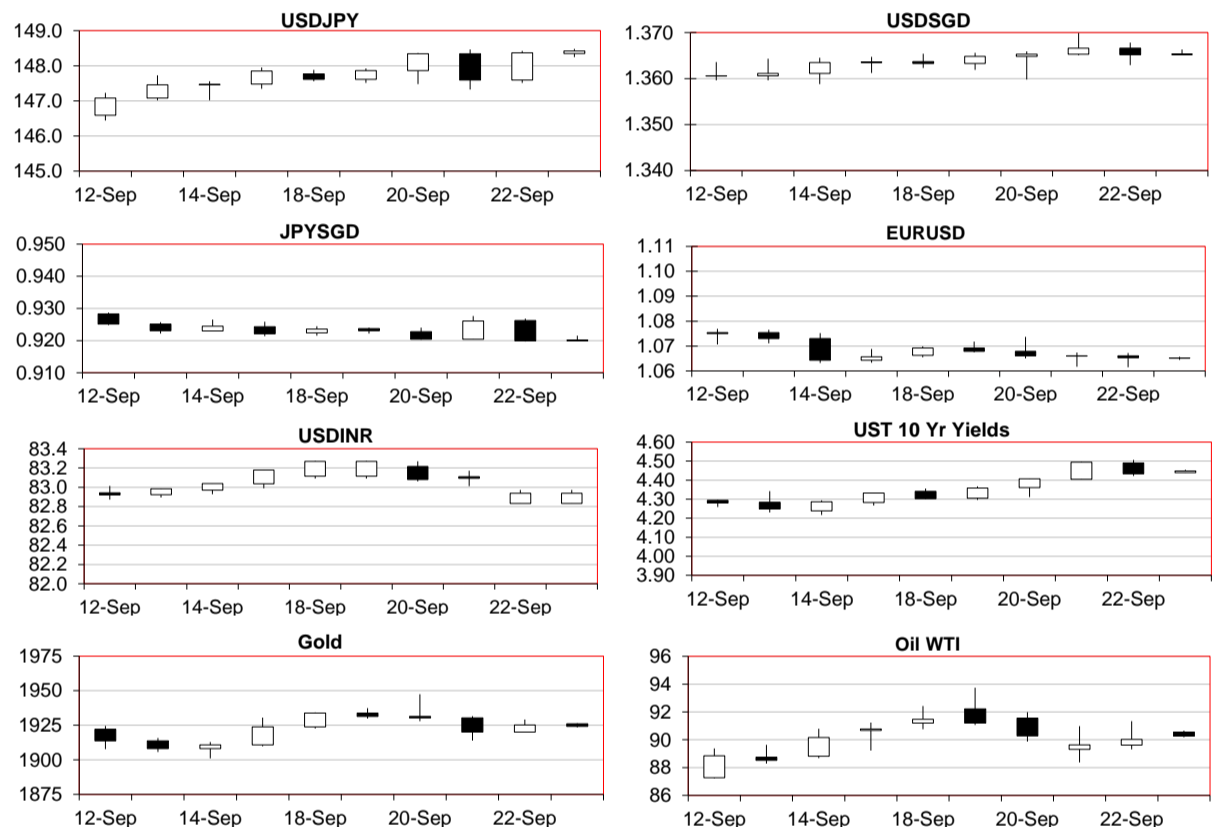 USDJPY
149.0
148.0
147.0
146.0
145.0
12-Sep 14-Sep 18-Sep 20-Sep 22-Sep
USDSGD
1.370
1.360
1.350
1.340
12-Sep 14-Sep 18-Sep 20-Sep 22-Sep
JPYSGD
0.950
0.940
0.930
0.920
0.910
12-Sep 14-Sep 18-Sep 20-Sep 22-Sep
EURUSD
1.11
1.10
1.09
1.08
1.07
1.06
12-Sep 14-Sep 18-Sep 20-Sep 22-Sep
USDINR
83.4
83.2
83.0
82.8
82.6
82.4
82.2
82.0
12-Sep 14-Sep 18-Sep 20-Sep 22-Sep
UST 10 Yr Yields
4.60
4.50
4.40
4.30
4.20
4.10
4.00
3.90
12-Sep 14-Sep 18-Sep 20-Sep 22-Sep
Gold
1975
1950
1925
1900
1875
12-Sep 14-Sep 18-Sep 20-Sep 22-Sep
Oil WTI
96
94
92
90
88
86
12-Sep 14-Sep 18-Sep 20-Sep 22-Sep